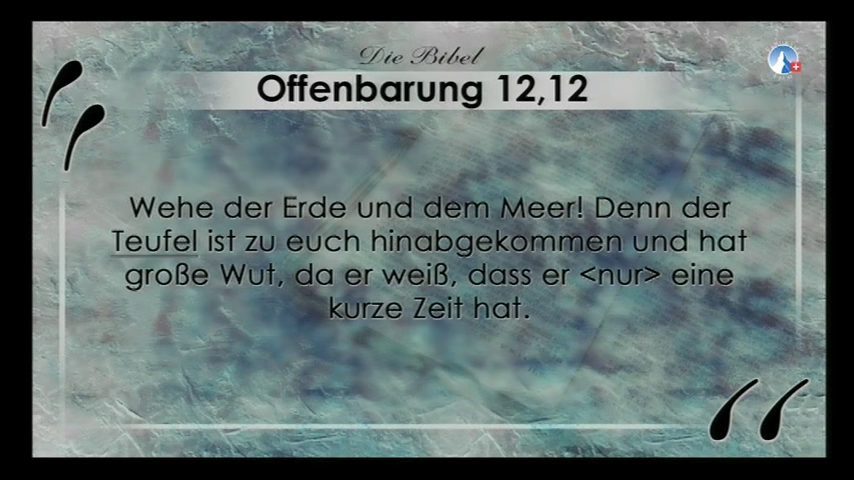 Die Bibel
Offenbarung 12,12
Wehe der Erde und dem Meer! Denn der
Teufel ist zu euch hinabgekommen und hat
große Wut, da er weiß, dass er <nur> eine
kurze Zeit hat.